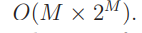 O(M × 2^M).